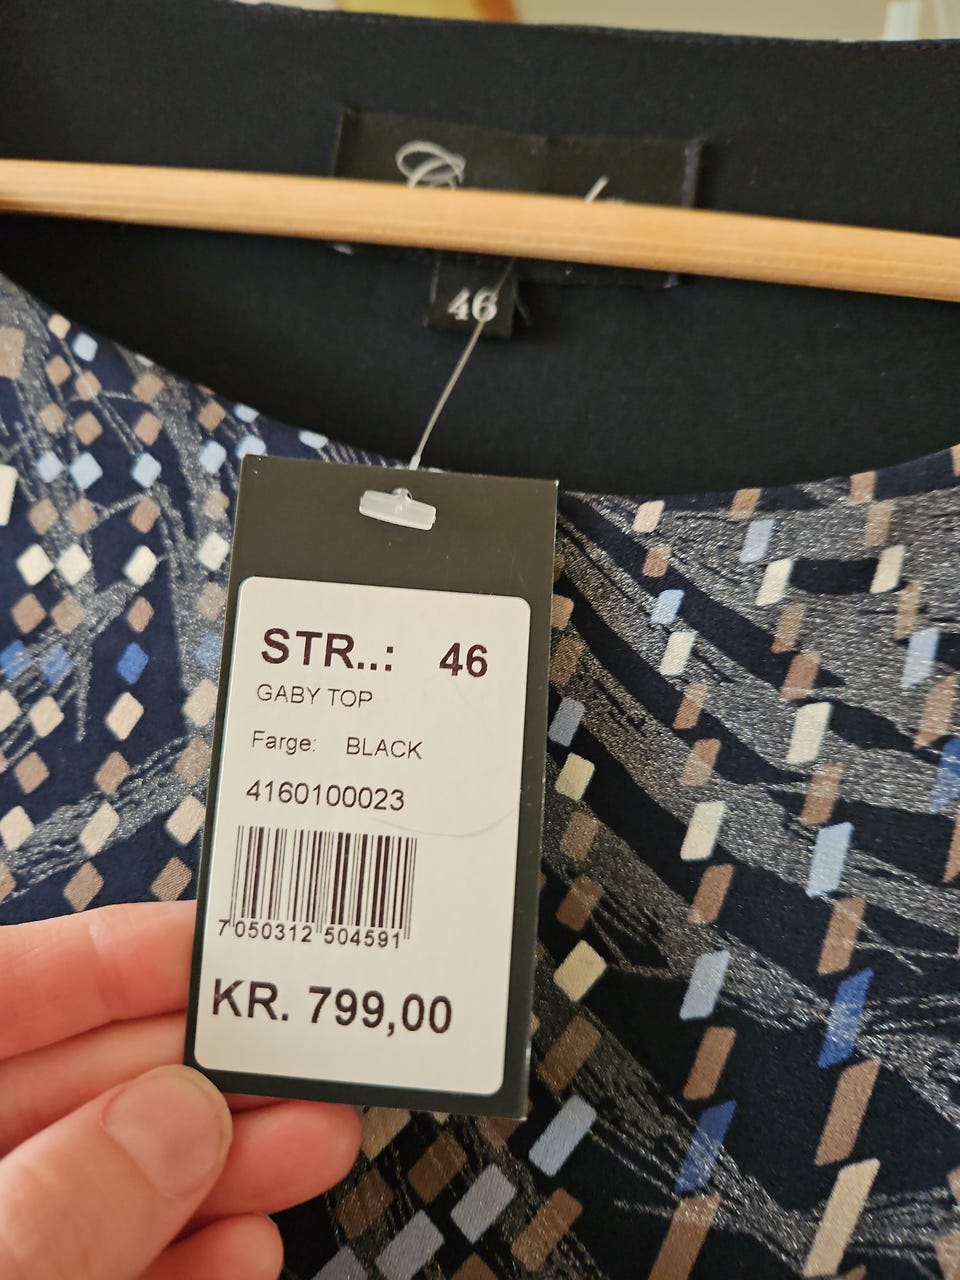 46
STR..: 46
GABY TOP
Farge: BLACK
4160100023
7 050312 504591
KR. 799,00